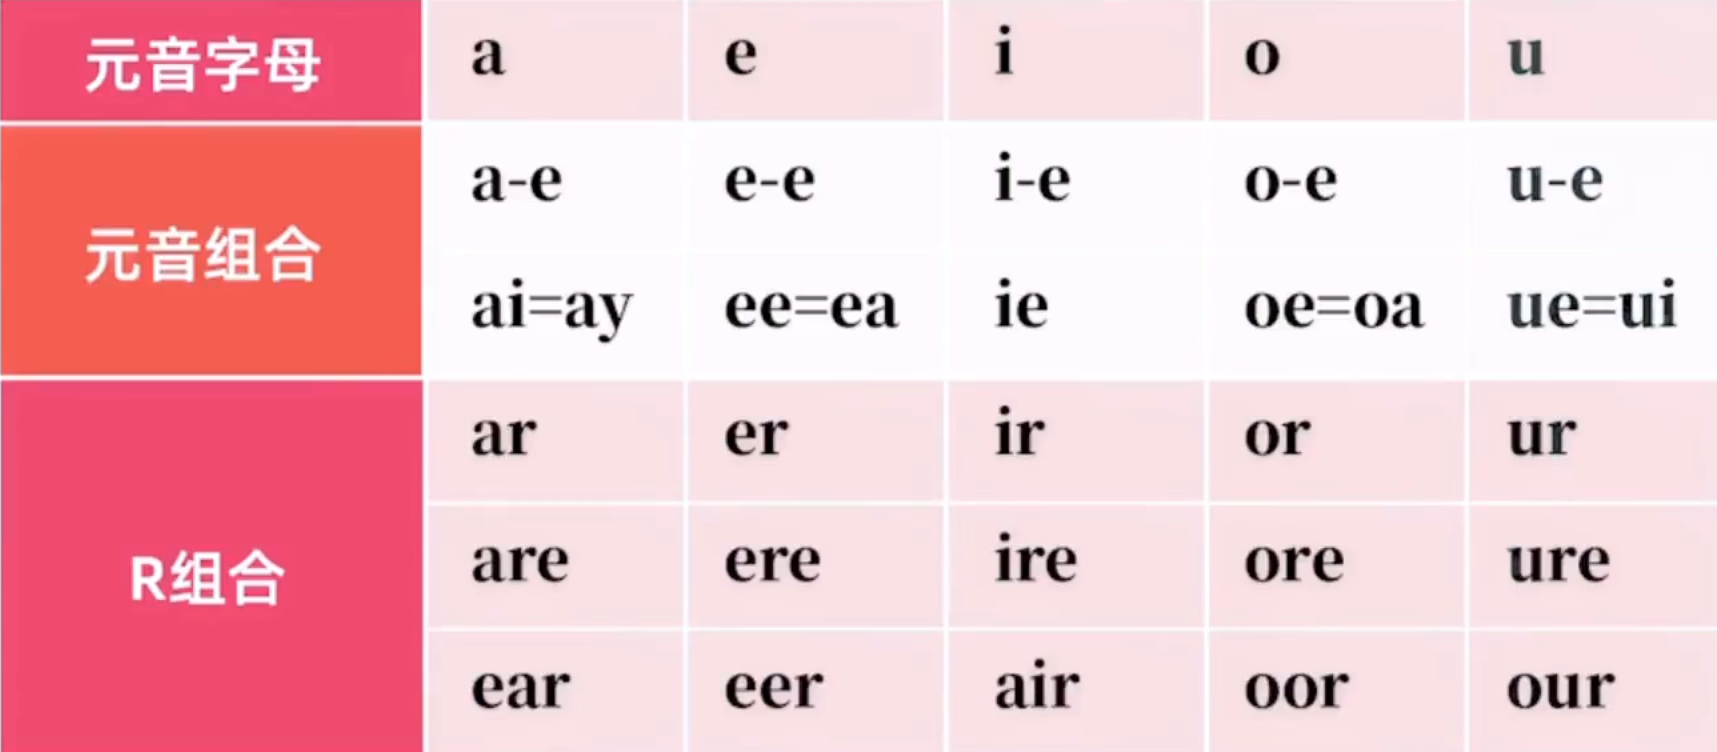 元音字母 a e i o u
元音组合 a-e e-e i-e o-e u-e
ai=ay ee=ea ie oe=oa ue=ui
R组合 ar er ir or ur
are ere ire ore ure
ear eer air oor our